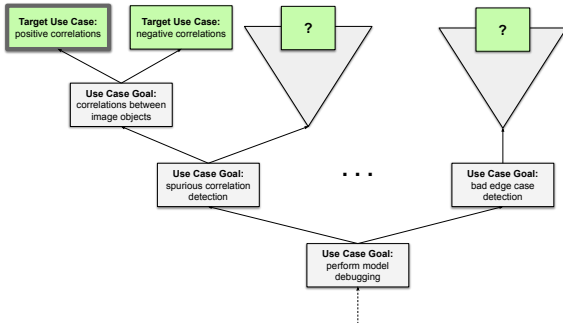 Target Use Case:
positive correlations
Target Use Case:
negative correlations
?
?
Use Case Goal:
correlations between
image objects
Use Case Goal:
spurious correlation
detection
. . .
Use Case Goal:
bad edge case
detection
Use Case Goal:
perform model
debugging